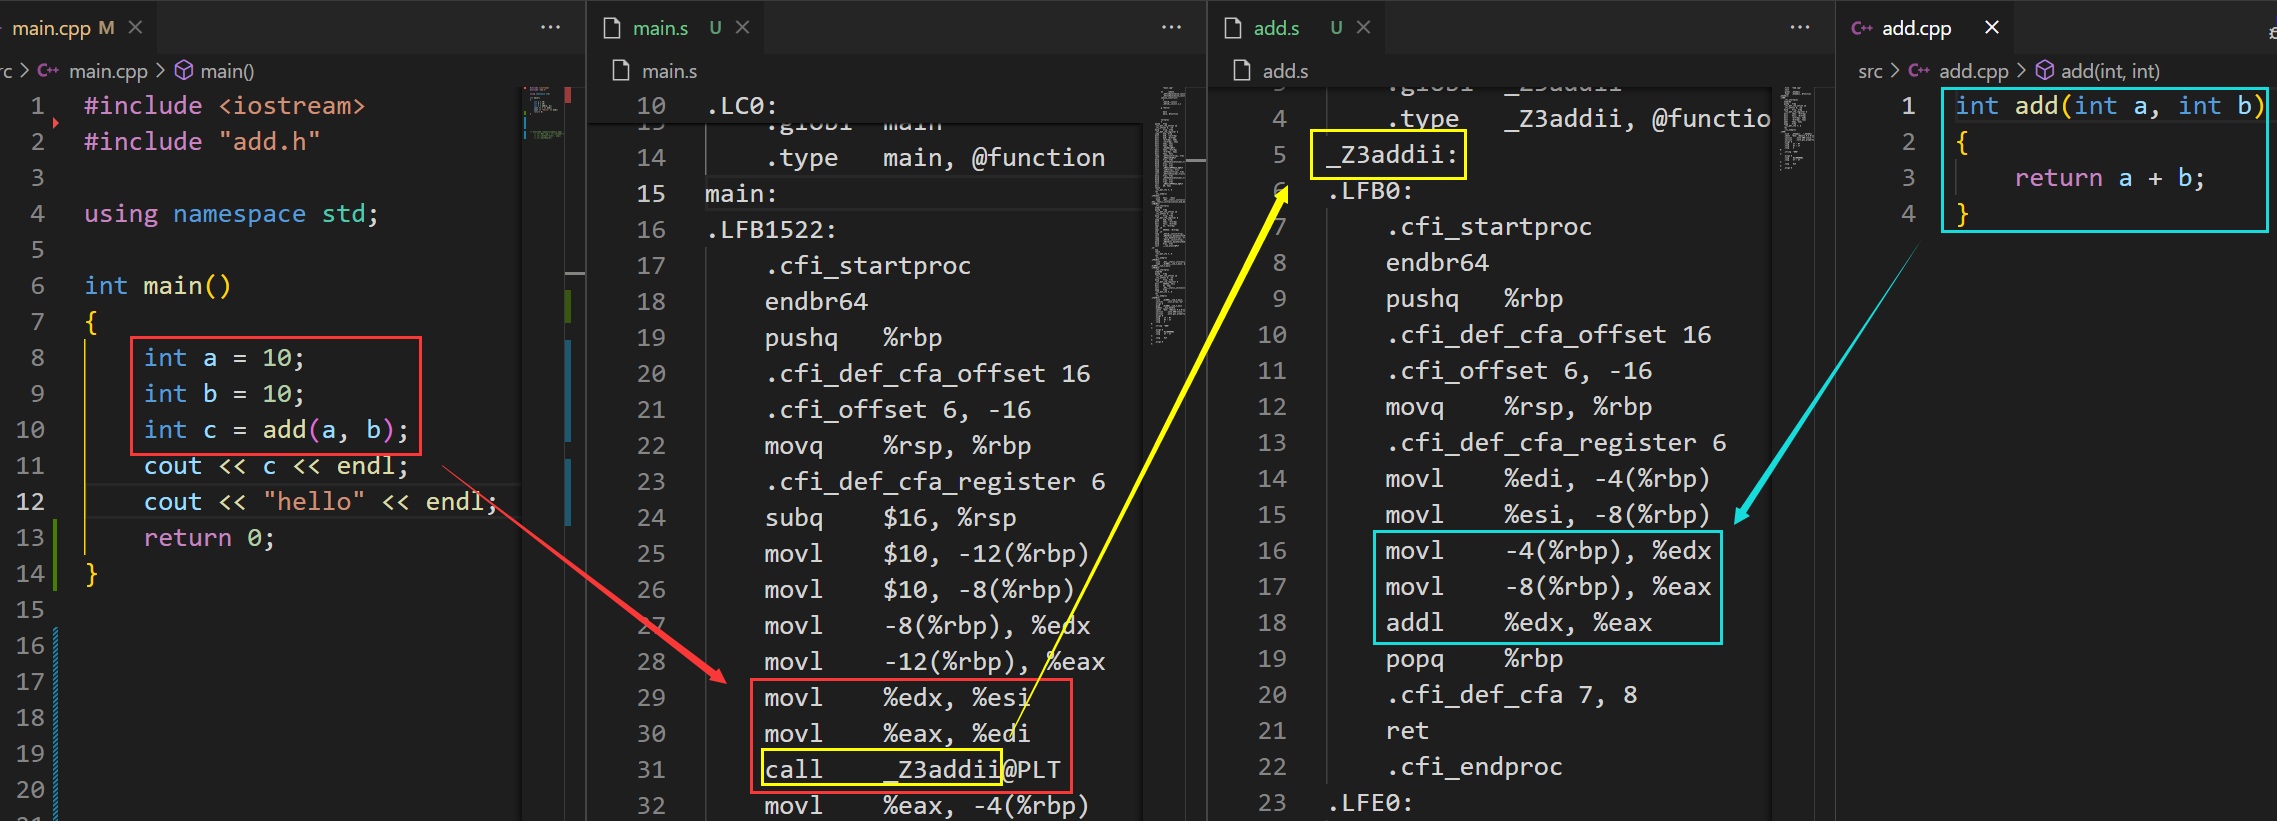 main.cpp M
rc > C++ main.cpp > main()
1 #include <iostream>
2 #include "add.h"
3
4 using namespace std;
5
6 int main()
7 {
8 int a = 10;
9 int b = 10;
10 int c = add(a, b);
11 cout << c << endl;
12 cout << "hello" << endl;
13 return 0;
14 }
15
16
17
18
19
20
main.s U
main.s
10 .LC0:
13 .globl main
14 .type main, @function
15 main:
16 .LFB1522:
17 .cfi_startproc
18 endbr64
19 pushq %rbp
20 .cfi_def_cfa_offset 16
21 .cfi_offset 6, -16
22 movq %rsp, %rbp
23 .cfi_def_cfa_register 6
24 subq $16, %rsp
25 movl $10, -12(%rbp)
26 movl $10, -8(%rbp)
27 movl -8(%rbp), %edx
28 movl -12(%rbp), %eax
29 movl %edx, %esi
30 movl %eax, %edi
31 call _Z3addii@PLT
32 movl %eax, -4(%rbp)
add.s U
add.s
3 .globl _Z3addii
4 .type _Z3addii, @functio
5 _Z3addii:
6 .LFB0:
7 .cfi_startproc
8 endbr64
9 pushq %rbp
10 .cfi_def_cfa_offset 16
11 .cfi_offset 6, -16
12 movq %rsp, %rbp
13 .cfi_def_cfa_register 6
14 movl %edi, -4(%rbp)
15 movl %esi, -8(%rbp)
16 movl -4(%rbp), %edx
17 movl -8(%rbp), %eax
18 addl %edx, %eax
19 popq %rbp
20 .cfi_def_cfa 7, 8
21 ret
22 .cfi_endproc
23 .LFE0:
C++ add.cpp
src > C++ add.cpp > add(int, int)
1 int add(int a, int b)
2 {
3 return a + b;
4 }